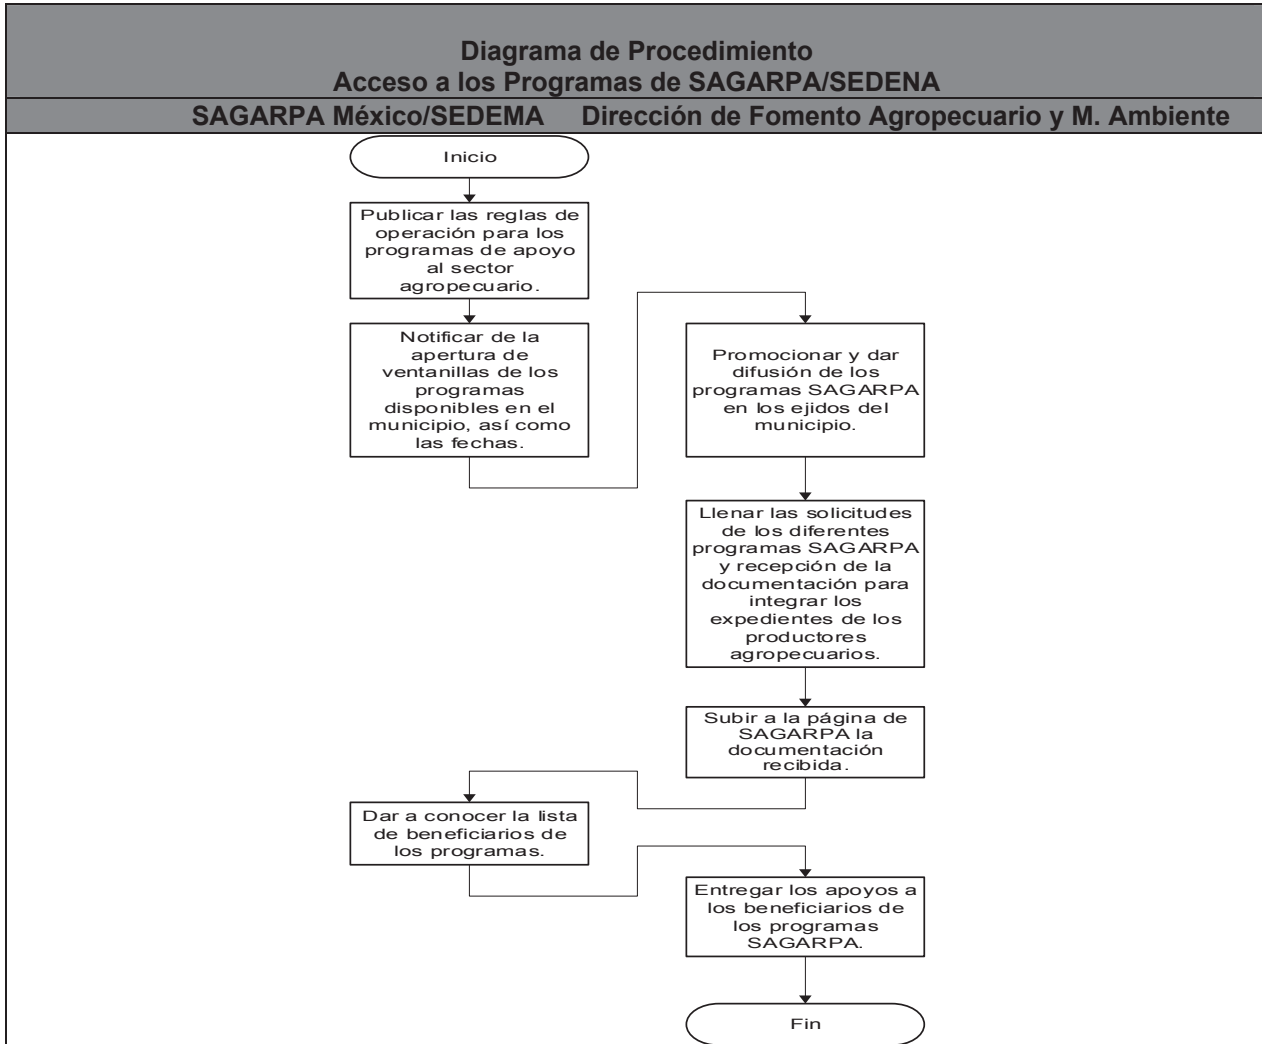 Diagrama de Procedimiento
Acceso a los Programas de SAGARPA/SEDENA
SAGARPA México/SEDEMA Dirección de Fomento Agropecuario y M. Ambiente
Inicio
Publicar las reglas de
operación para los
programas de apoyo
al sector
agropecuario.
Notificar de la
apertura de
ventanillas de los
programas
disponibles en el
municipio, así como
las fechas.
Promocionar y dar
difusión de los
programas SAGARPA
en los ejidos del
municipio.
Llenar las solicitudes
de los diferentes
programas SAGARPA
y recepción de la
documentación para
integrar los
expedientes de los
productores
agropecuarios.
Subir a la página de
SAGARPA la
documentación
recibida.
Dar a conocer la lista
de beneficiarios de
los programas.
Entregar los apoyos a
los beneficiarios de
los programas
SAGARPA.
Fin